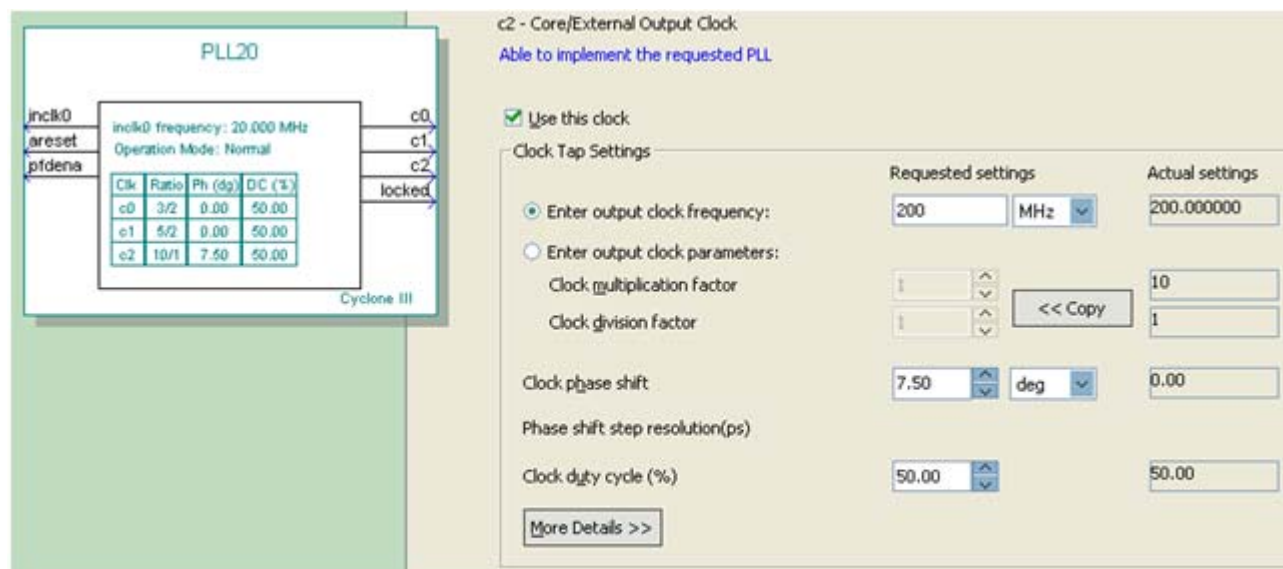 PLL20
inclk0
areset
pfdena
inclk0 frequency: 20.000 MHz
Operation Mode: Normal
Clk Ratio Ph (dg) DC (%)
c0 3/2 0.00 50.00
c1 5/2 0.00 50.00
c2 10/1 7.50 50.00
c0
c1
c2
locked
Cyclone III
c2 - Core/External Output Clock
Able to implement the requested PLL
Use this clock
Clock Tap Settings
Requested settings Actual settings
Enter output clock frequency: 200 MHz 200.000000
Enter output clock parameters:
Clock multiplication factor 1 10
<< Copy
Clock division factor 1 1
Clock phase shift 7.50 deg 0.00
Phase shift step resolution(ps)
Clock duty cycle (%) 50.00 50.00
More Details >>